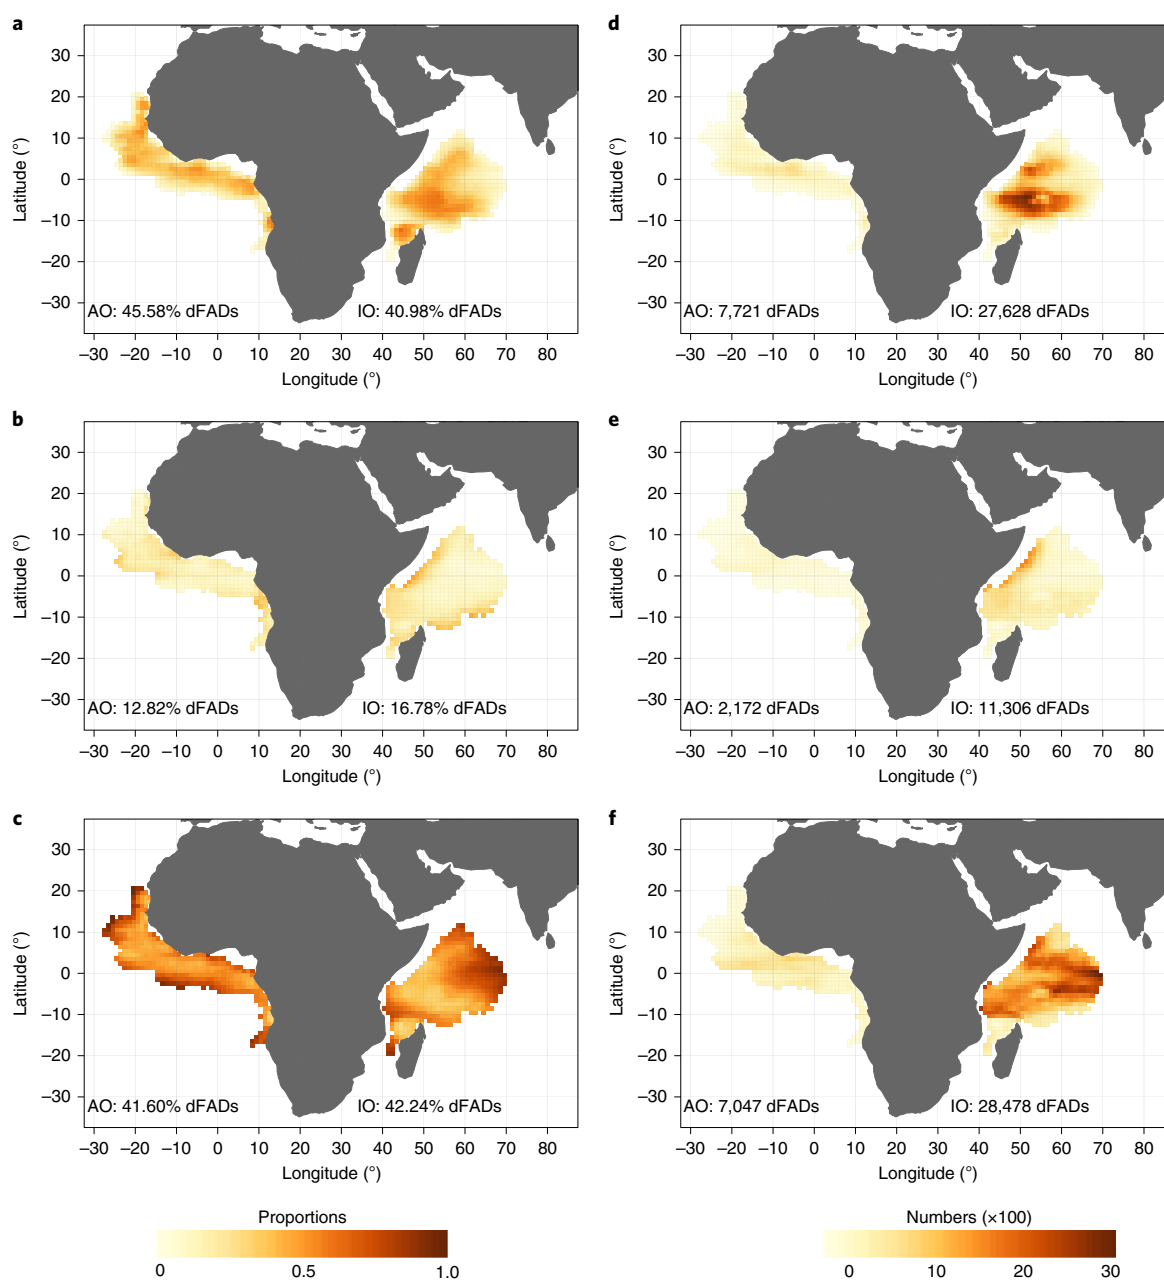 a
30
20
10
0
–10
–20
–30
Latitude (°)
AO: 45.58% dFADs
IO: 40.98% dFADs
–30 –20 –10 0 10 20 30 40 50 60 70 80
Longitude (°)
d
30
20
10
0
–10
–20
–30
Latitude (°)
AO: 7,721 dFADs
IO: 27,628 dFADs
–30 –20 –10 0 10 20 30 40 50 60 70 80
Longitude (°)
b
30
20
10
0
–10
–20
–30
Latitude (°)
AO: 12.82% dFADs
IO: 16.78% dFADs
–30 –20 –10 0 10 20 30 40 50 60 70 80
Longitude (°)
e
30
20
10
0
–10
–20
–30
Latitude (°)
AO: 2,172 dFADs
IO: 11,306 dFADs
–30 –20 –10 0 10 20 30 40 50 60 70 80
Longitude (°)
c
30
20
10
0
–10
–20
–30
Latitude (°)
AO: 41.60% dFADs
IO: 42.24% dFADs
–30 –20 –10 0 10 20 30 40 50 60 70 80
Longitude (°)
f
30
20
10
0
–10
–20
–30
Latitude (°)
AO: 7,047 dFADs
IO: 28,478 dFADs
–30 –20 –10 0 10 20 30 40 50 60 70 80
Longitude (°)
Proportions
0 0.5 1.0
Numbers (×100)
0 10 20 30